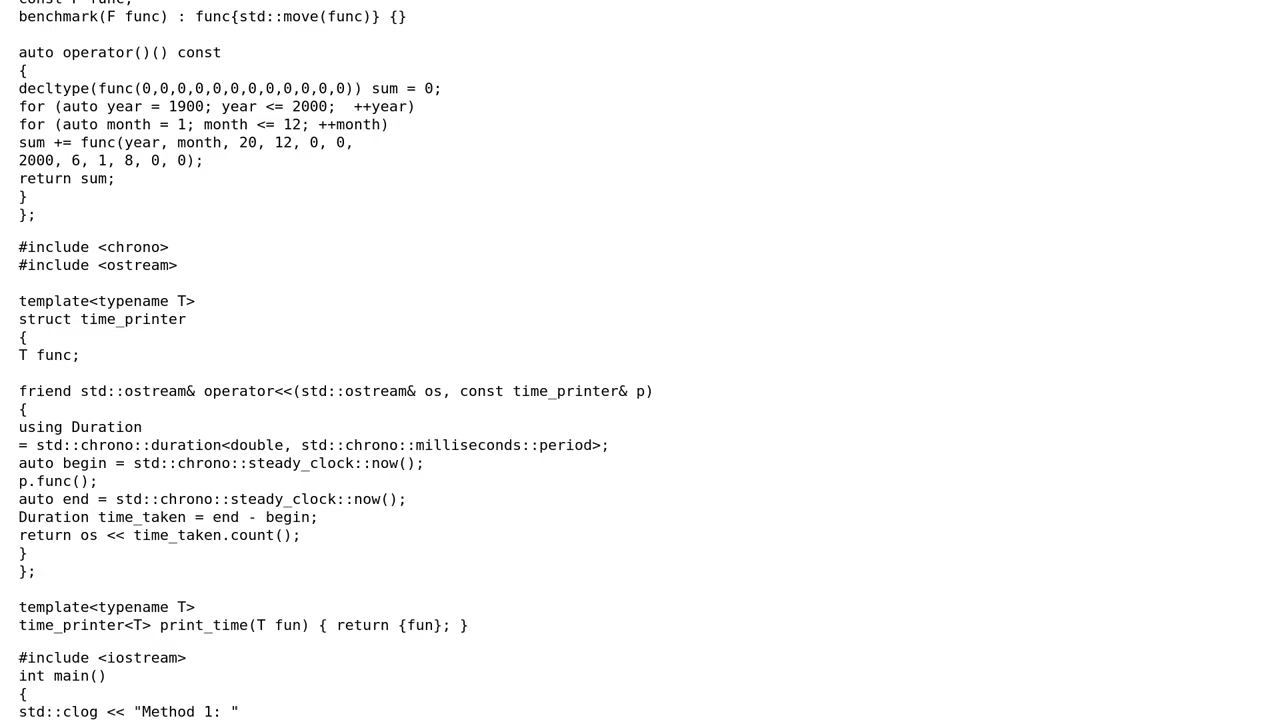 const F func;
benchmark(F func) : func{std::move(func)} {}
auto operator()() const
{
decltype(func(0,0,0,0,0,0,0,0,0,0,0,0)) sum = 0;
for (auto year = 1900; year <= 2000;  ++year)
for (auto month = 1; month <= 12; ++month)
sum += func(year, month, 20, 12, 0, 0,
2000, 6, 1, 8, 0, 0);
return sum;
}
};
#include <chrono>
#include <ostream>
template<typename T>
struct time_printer
{
T func;
friend std::ostream& operator<<(std::ostream& os, const time_printer& p)
{
using Duration
= std::chrono::duration<double, std::chrono::milliseconds::period>;
auto begin = std::chrono::steady_clock::now();
p.func();
auto end = std::chrono::steady_clock::now();
Duration time_taken = end - begin;
return os << time_taken.count();
}
};
template<typename T>
time_printer<T> print_time(T fun) { return {fun}; }
#include <iostream>
int main()
{
std::clog << "Method 1: "